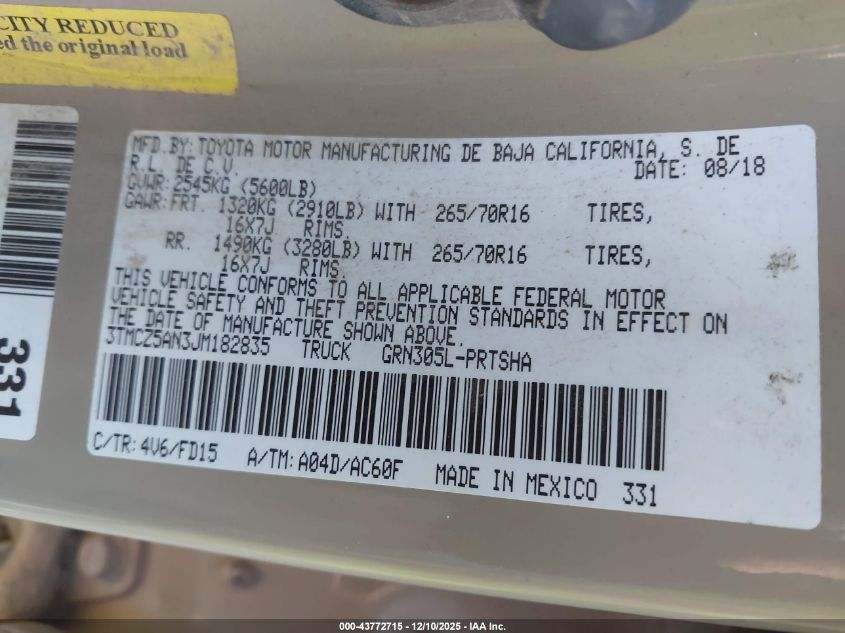 CITY REDUCED
ed the original load
MFD.BY:TOYOTA MOTOR MANUFACTURING DE BAJA CALIFORNIA, S. DE
R.L. DE C.V. DATE: 08/18
GVWR:2545KG (5600LB)
GAWR:FRT. 1320KG (2910LB) WITH 265/70R16 TIRES,
16X7J RIMS.
RR. 1490KG (3280LB) WITH 265/70R16 TIRES,
16X7J RIMS.
THIS VEHICLE CONFORMS TO ALL APPLICABLE FEDERAL MOTOR
VEHICLE SAFETY AND THEFT PREVENTION STANDARDS IN EFFECT ON
THE DATE OF MANUFACTURE SHOWN ABOVE.
3TMCZ5AN3JM182835 TRUCK GRN305L-PRTSHA
C/TR:4V6/FD15 A/TM:A04D/AC60F MADE IN MEXICO 331
331
000-43772715 - 12/10/2025 - IAA Inc.